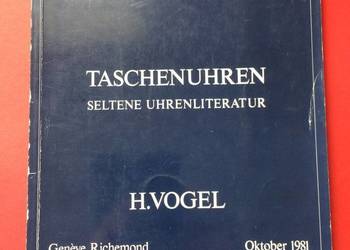 TASCHENUHREN
SELTENE UHRENLITERATUR
H.VOGEL
Genève Richemond
Oktober 1981